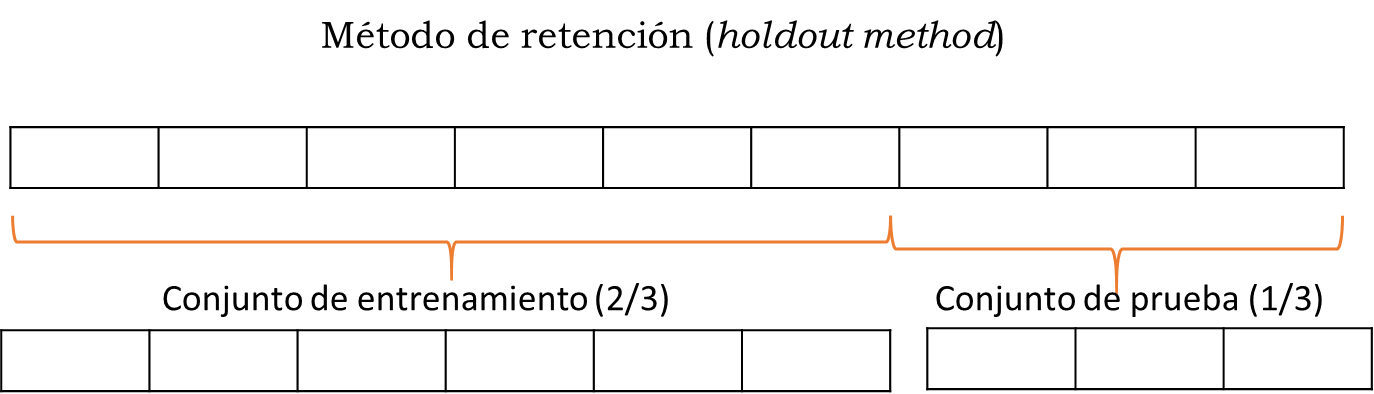 Método de retención (holdout method)
Conjunto de entrenamiento (2/3)
Conjunto de prueba (1/3)